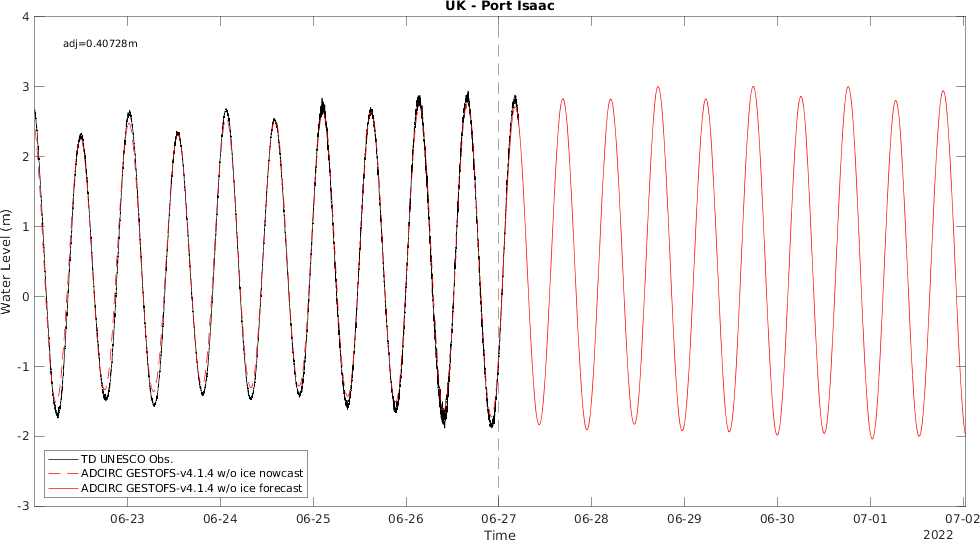 UK - Port Isaac
adj=0.40728m
Water Level (m)
4
3
2
1
0
-1
-2
-3
TD UNESCO Obs.
ADCIRC GESTOFS-v4.1.4 w/o ice nowcast
ADCIRC GESTOFS-v4.1.4 w/o ice forecast
06-23 06-24 06-25 06-26 06-27 06-28 06-29 06-30 07-01 07-02
Time
2022